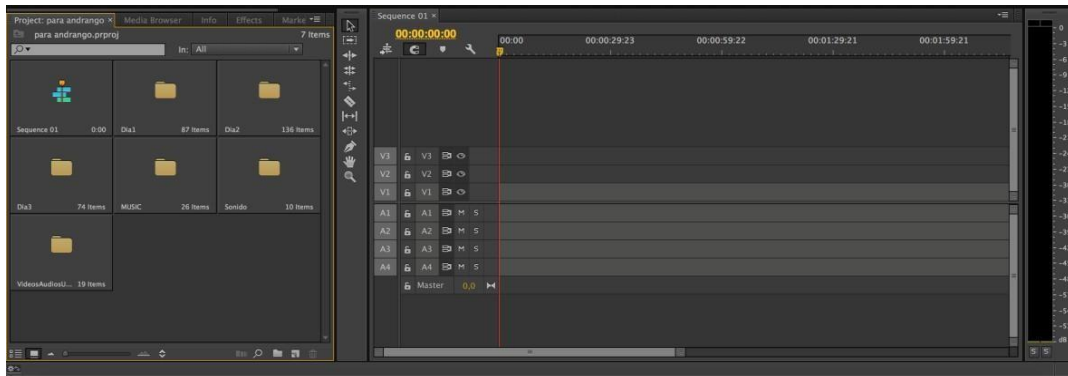 Project: para andrango × Media Browser Info Effects Marke
para andrango.prproj 7 Items
In: All
Sequence 01 0:00 Dia1 87 Items Dia2 136 Items
Dia3 74 Items MUSIC 26 Items Sonido 10 Items
VideosAudiosU... 19 Items
Sequence 01 ×
00:00:00:00
00:00 00:00:29:23 00:00:59:22 00:01:29:21 00:01:59:21
V3 V3
V2 V2
V1 V1
A1 A1 M S
A2 A2 M S
A3 A3 M S
A4 A4 M S
Master 0,0
0
-3
-6
-9
dB
S S